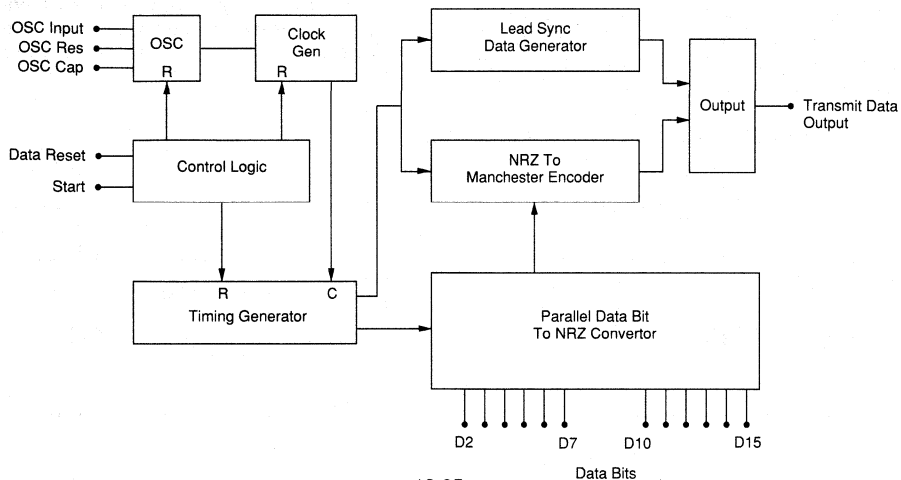 OSC Input
OSC Res
OSC Cap
OSC
R
Clock
Gen
R
Lead Sync
Data Generator
Output
Transmit Data
Output
Data Reset
Start
Control Logic
NRZ To
Manchester Encoder
R
C
Timing Generator
Parallel Data Bit
To NRZ Convertor
D2
D7
D10
D15
Data Bits